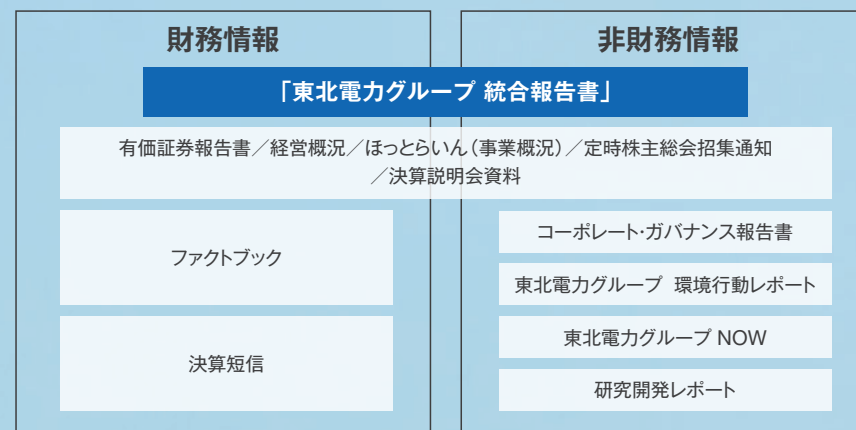 財務情報
非財務情報
「東北電力グループ 統合報告書」
有価証券報告書／経営概況／ほっとらいん（事業概況）／定時株主総会招集通知
／決算説明会資料
ファクトブック
決算短信
コーポレート・ガバナンス報告書
東北電力グループ 環境行動レポート
東北電力グループ NOW
研究開発レポート